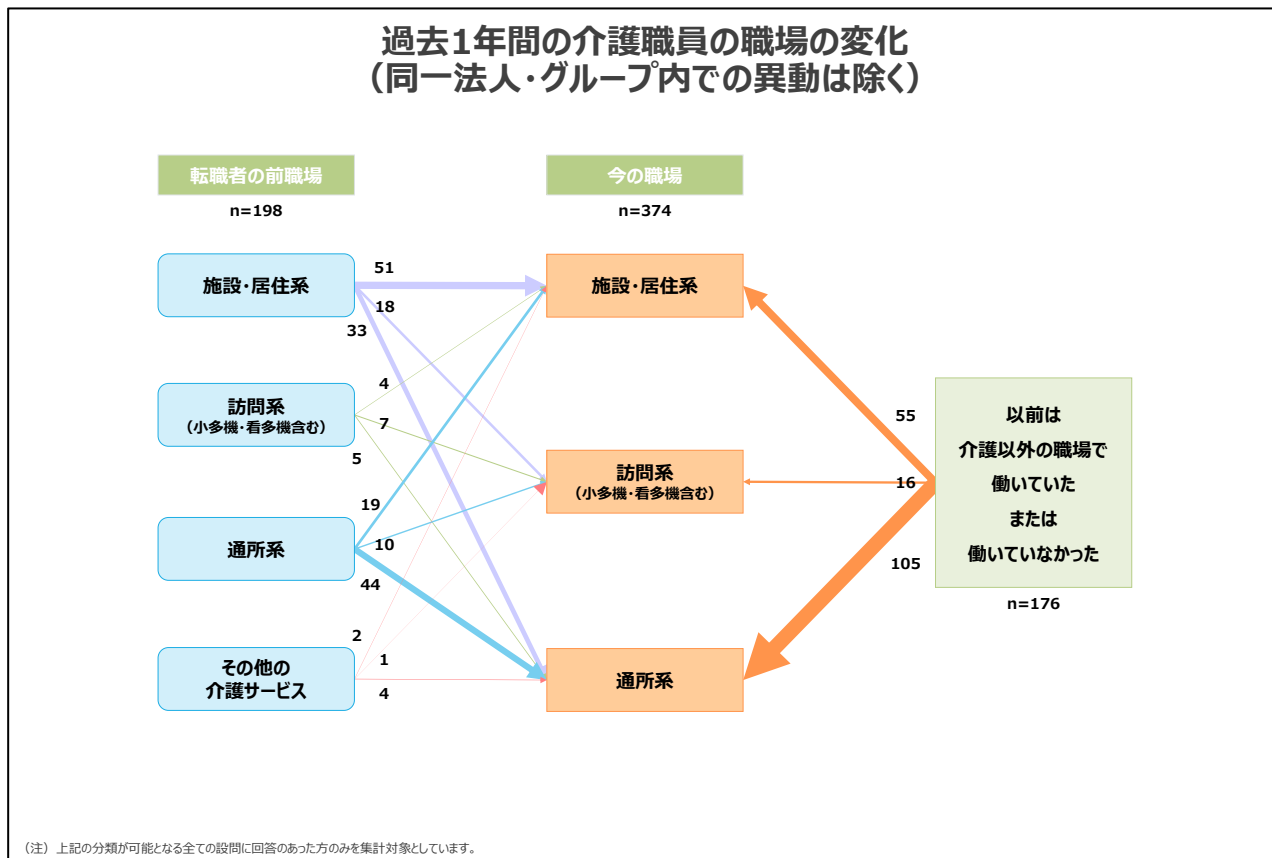 過去1年間の介護職員の職場の変化
（同一法人・グループ内での異動は除く）
転職者の前職場
今の職場
n=198
n=374
施設・居住系
51
18
33
施設・居住系
訪問系
（小多機・看多機含む）
4
7
5
訪問系
（小多機・看多機含む）
通所系
19
10
44
その他の
介護サービス
2
1
4
通所系
55
16
105
以前は
介護以外の職場で
働いていた
または
働いていなかった
n=176
（注）上記の分類が可能となる全ての設問に回答のあった方のみを集計対象としています。